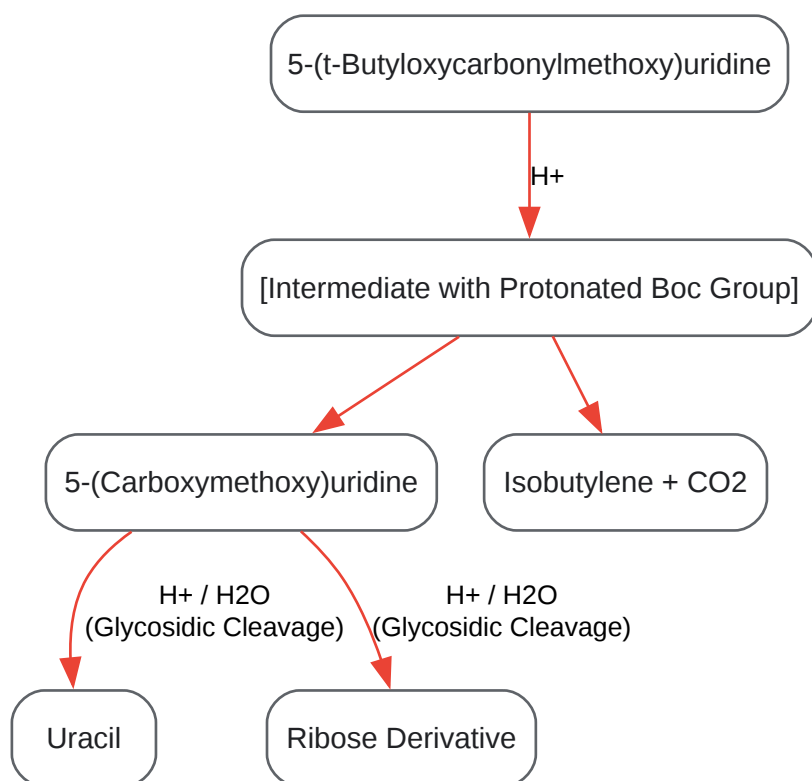 5-(t-Butyloxycarbonylmethoxy)uridine
H+
[Intermediate with Protonated Boc Group]
5-(Carboxymethoxy)uridine
Isobutylene + CO2
H+ / H2O
(Glycosidic Cleavage)
H+ / H2O
(Glycosidic Cleavage)
Uracil
Ribose Derivative